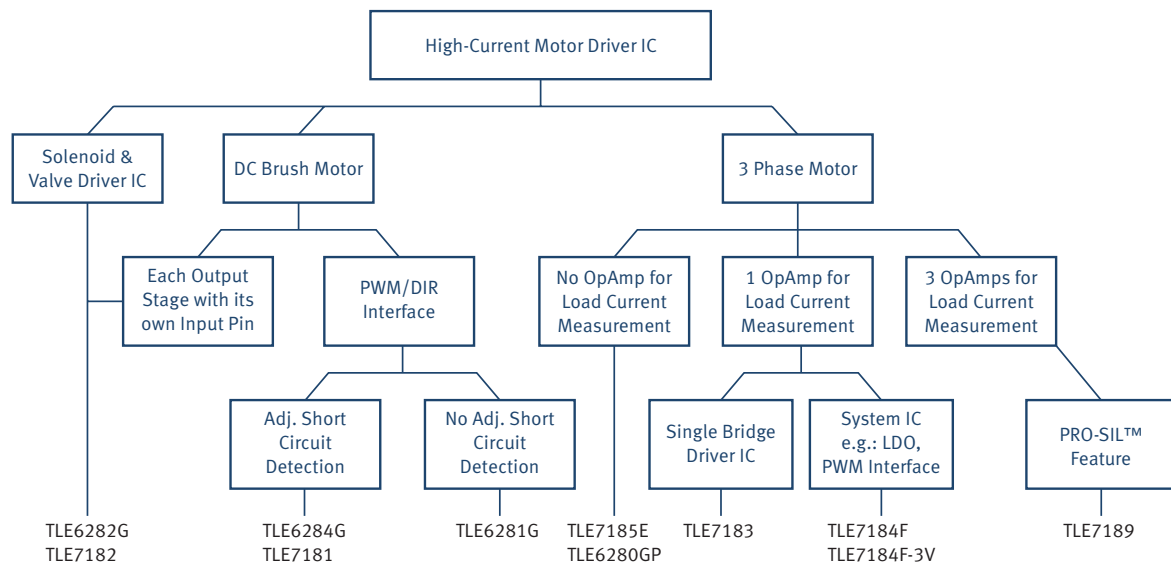 High-Current Motor Driver IC
Solenoid &
Valve Driver IC
DC Brush Motor
3 Phase Motor
Each Output
Stage with its
own Input Pin
PWM/DIR
Interface
No OpAmp for
Load Current
Measurement
1 OpAmp for
Load Current
Measurement
3 OpAmps for
Load Current
Measurement
Adj. Short
Circuit
Detection
No Adj. Short
Circuit
Detection
Single Bridge
Driver IC
System IC
e.g.: LDO,
PWM Interface
PRO-SIL™
Feature
TLE6282G
TLE7182
TLE6284G
TLE7181
TLE6281G
TLE7185E
TLE6280GP
TLE7183
TLE7184F
TLE7184F-3V
TLE7189